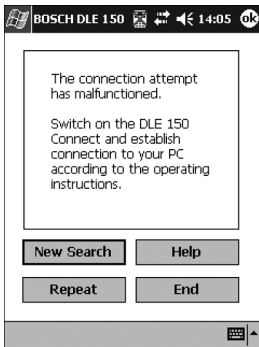 BOSCH DLE 150 14:05 ok
The connection attempt
has malfunctioned.
Switch on the DLE 150
Connect and establish
connection to your PC
according to the operating
instructions.
New Search Help
Repeat End